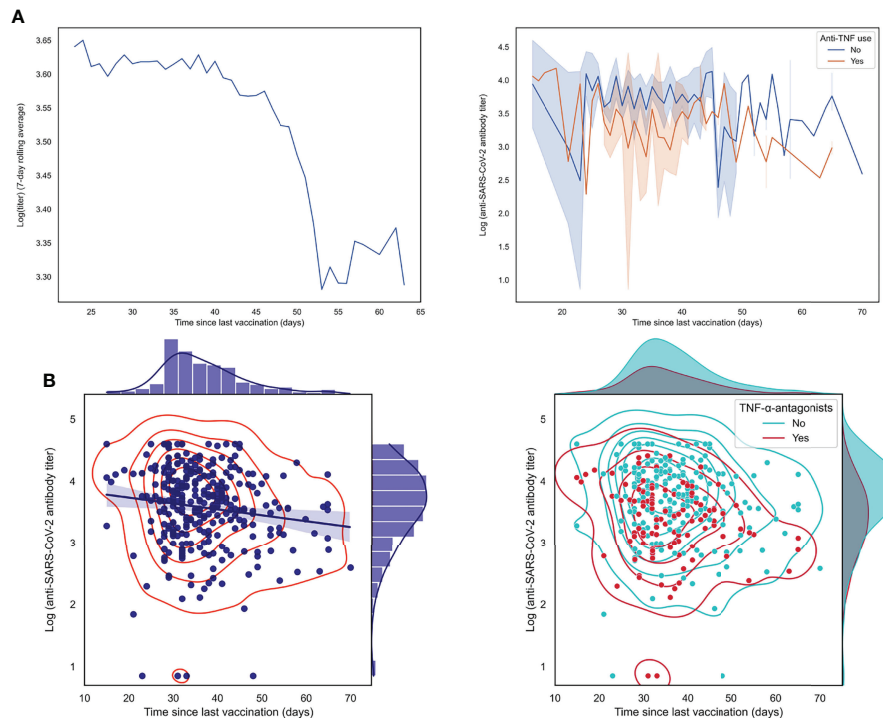 A
3.65
3.60
3.55
3.50
3.45
3.40
3.35
3.30
Log(titer) (7-day rolling average)
25 30 35 40 45 50 55 60 65
Time since last vaccination (days)
4.5
4.0
3.5
3.0
2.5
2.0
1.5
1.0
Log (anti-SARS-CoV-2 antibody titer)
Anti-TNF use
No
Yes
20 30 40 50 60 70
Time since last vaccination (days)
B
5
4
3
2
1
Log (anti-SARS-CoV-2 antibody titer)
10 20 30 40 50 60 70
Time since last vaccination (days)
5
4
3
2
1
Log (anti-SARS-CoV-2 antibody titer)
TNF-α-antagonists
No
Yes
10 20 30 40 50 60 70
Time since last vaccination (days)